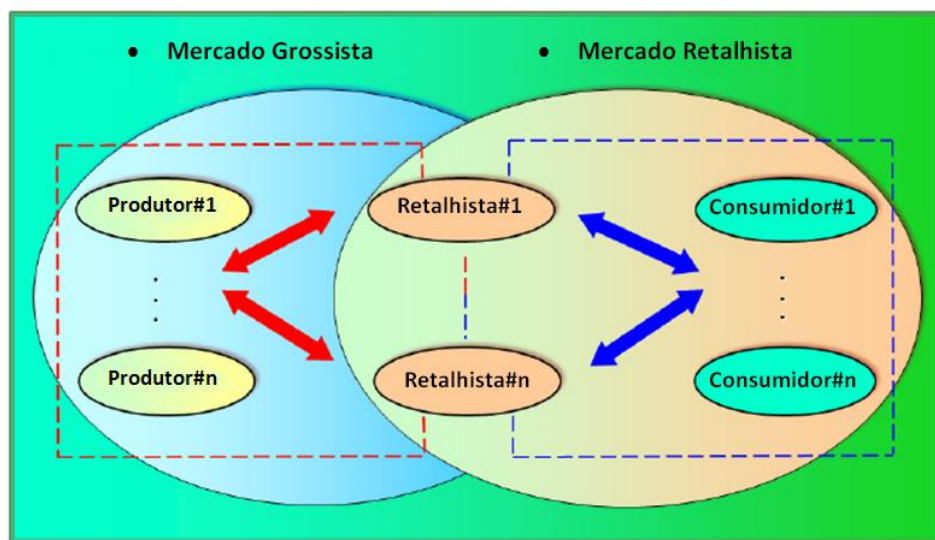 • Mercado Grossista
• Mercado Retalhista
Produtor#1
Retalhista#1
Consumidor#1
Produtor#n
Retalhista#n
Consumidor#n